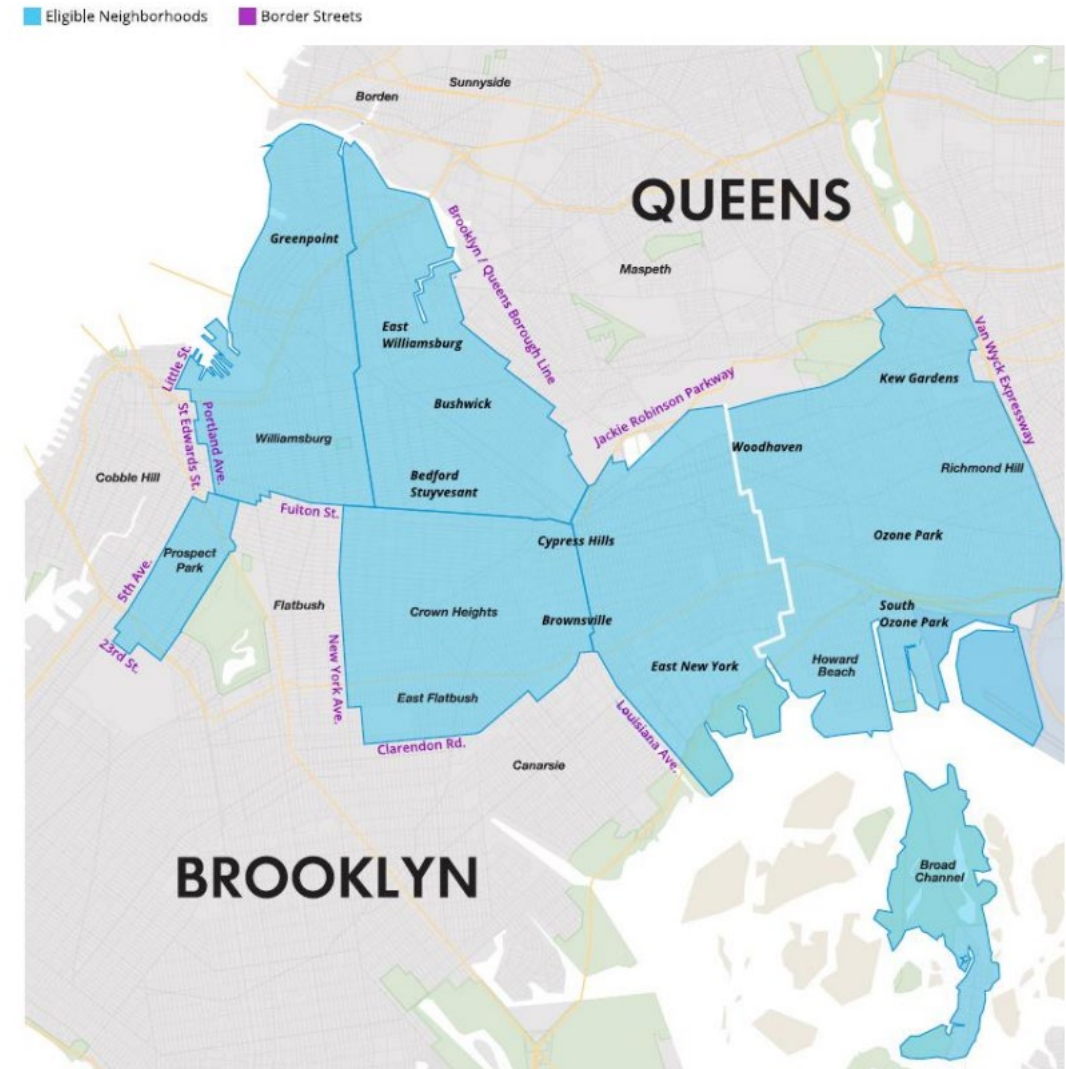 Eligible Neighborhoods
Border Streets
Sunnyside
Borden
QUEENS
Brooklyn / Queens Borough Line
Greenpoint
Maspeth
East
Williamsburg
Van Wyck Expressway
Little St.
Jackie Robinson Parkway
Kew Gardens
Bushwick
St Edwards St.
Portland Ave.
Williamsburg
Woodhaven
Richmond Hill
Cobble Hill
Bedford
Stuyvesant
Fulton St.
Cypress Hills
Ozone Park
Prospect
Park
5th Ave.
Flatbush
Crown Heights
Brownsville
South
Ozone Park
23rd St.
New York Ave.
East New York
Howard
Beach
East Flatbush
Louisiana Ave.
Clarendon Rd.
Canarsie
BROOKLYN
Broad
Channel